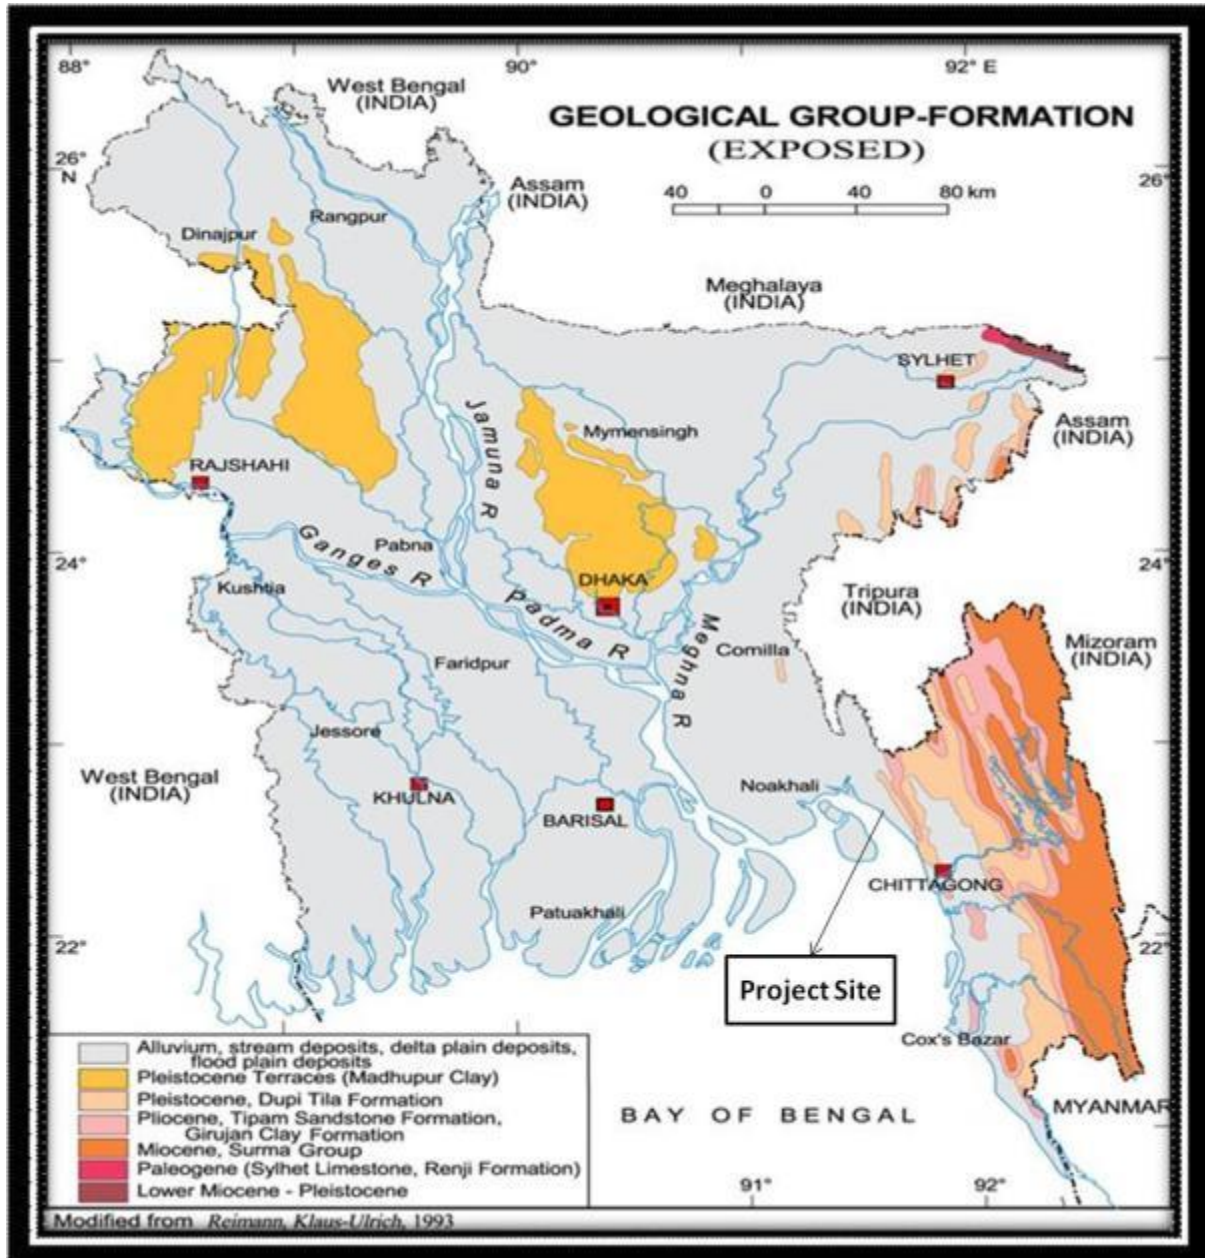 88°
90°
92° E
West Bengal
(INDIA)
GEOLOGICAL GROUP-FORMATION
(EXPOSED)
26°
N
26°
Assam
(INDIA)
40 0 40 80 km
Rangpur
Dinajpur
Meghalaya
(INDIA)
SYLHET
Assam
(INDIA)
Jamuna R
Mymensingh
RAJSHAHI
Ganges R
Pabna
24°
24°
Kushtia
DHAKA
Padma R
Meghna R
Tripura
(INDIA)
Mizoram
(INDIA)
Comilla
Faridpur
Jessore
West Bengal
(INDIA)
KHULNA
BARISAL
Noakhali
CHITTAGONG
Patuakhali
22°
22°
Project Site
Cox's Bazar
Alluvium, stream deposits, delta plain deposits,
flood plain deposits
Pleistocene Terraces (Madhupur Clay)
Pleistocene, Dupi Tila Formation
Pliocene, Tipam Sandstone Formation,
Girujan Clay Formation
Miocene, Surma Group
Paleogene (Sylhet Limestone, Renji Formation)
Lower Miocene - Pleistocene
BAY OF BENGAL
MYANMAR
91°
92°
Modified from Reimann, Klaus-Ulrich, 1993